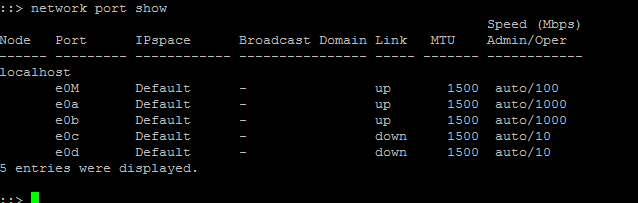 ::> network port show
Speed (Mbps)
Node   Port      IPspace      Broadcast Domain Link   MTU    Admin/Oper
------ --------- ------------ ---------------- ----- ------- ------------
localhost
e0M       Default      -                up       1500  auto/100
e0a       Default      -                up       1500  auto/1000
e0b       Default      -                up       1500  auto/1000
e0c       Default      -                down     1500  auto/10
e0d       Default      -                down     1500  auto/10
5 entries were displayed.
::>